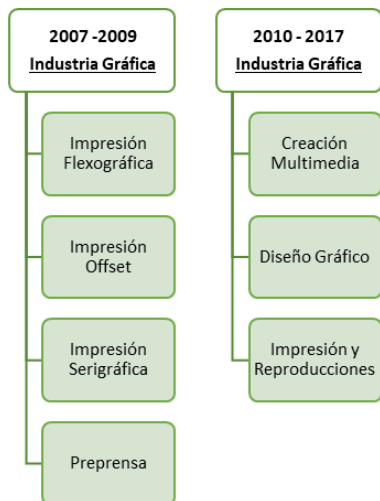 2007 -2009
Industria Gráfica
Impresión
Flexográfica
Impresión
Offset
Impresión
Serigráfica
Preprensa
2010 - 2017
Industria Gráfica
Creación
Multimedia
Diseño Gráfico
Impresión y
Reproducciones